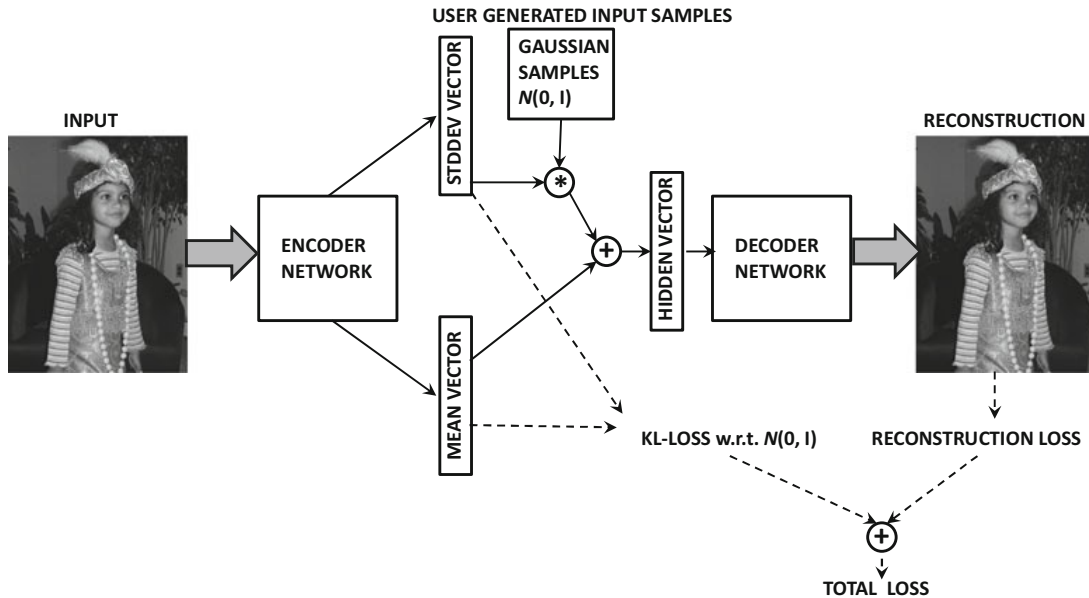 USER GENERATED INPUT SAMPLES
GAUSSIAN
SAMPLES
N(0, I)
STDDEV VECTOR
INPUT
RECONSTRUCTION
*
ENCODER
NETWORK
+
HIDDEN VECTOR
DECODER
NETWORK
MEAN VECTOR
KL-LOSS w.r.t. N(0, I)
RECONSTRUCTION LOSS
+
TOTAL LOSS